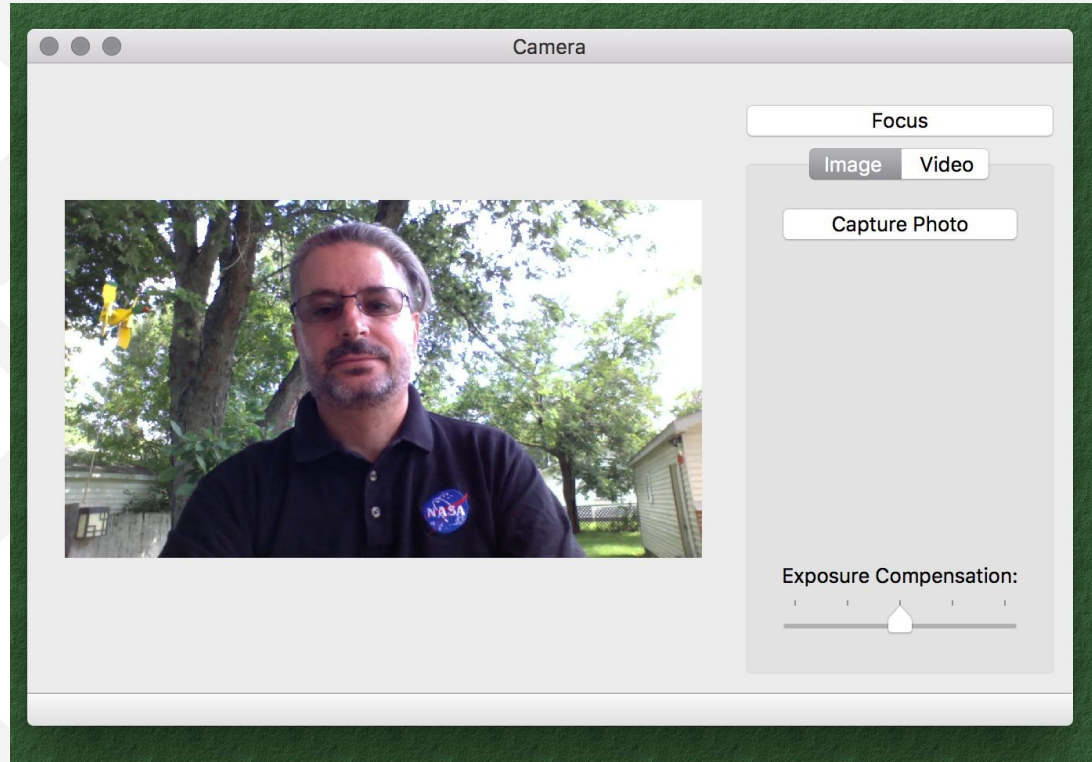 Camera
Focus
Image Video
Capture Photo
NASA
Exposure Compensation: